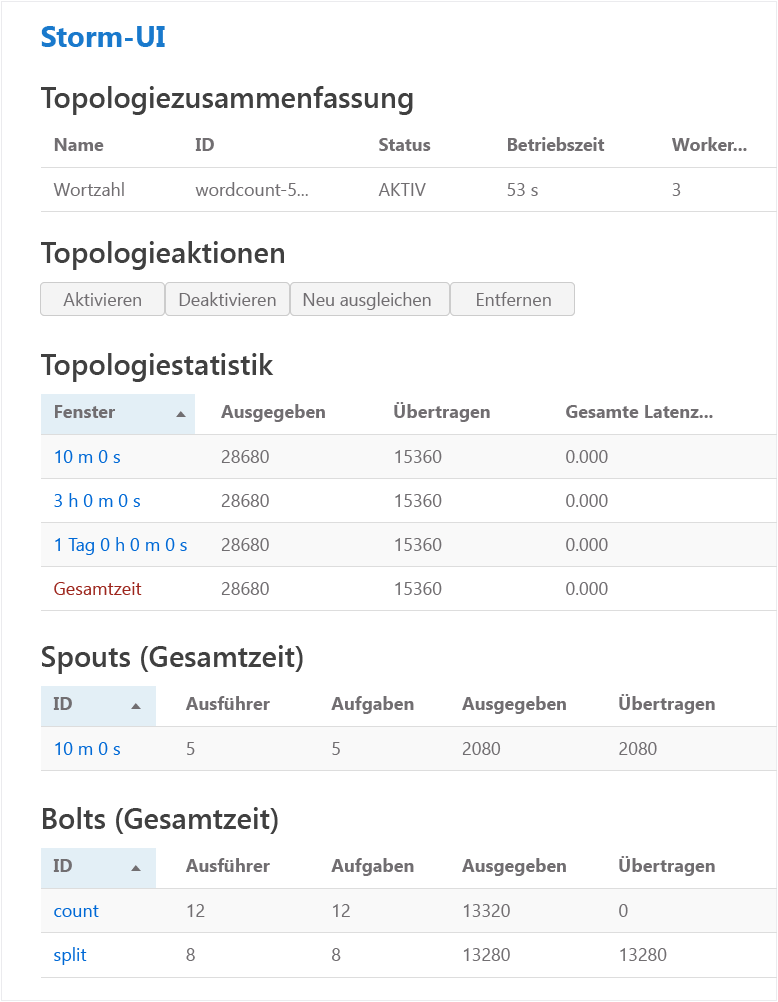 Storm-UI
Topologiezusammenfassung
Name ID Status Betriebszeit Worker...
Wortzahl wordcount-5... AKTIV 53 s 3
Topologieaktionen
Aktivieren Deaktivieren Neu ausgleichen Entfernen
Topologiestatistik
Fenster Ausgegeben Übertragen Gesamte Latenz...
10 m 0 s 28680 15360 0.000
3 h 0 m 0 s 28680 15360 0.000
1 Tag 0 h 0 m 0 s 28680 15360 0.000
Gesamtzeit 28680 15360 0.000
Spouts (Gesamtzeit)
ID Ausführer Aufgaben Ausgegeben Übertragen
10 m 0 s 5 5 2080 2080
Bolts (Gesamtzeit)
ID Ausführer Aufgaben Ausgegeben Übertragen
count 12 12 13320 0
split 8 8 13280 13280